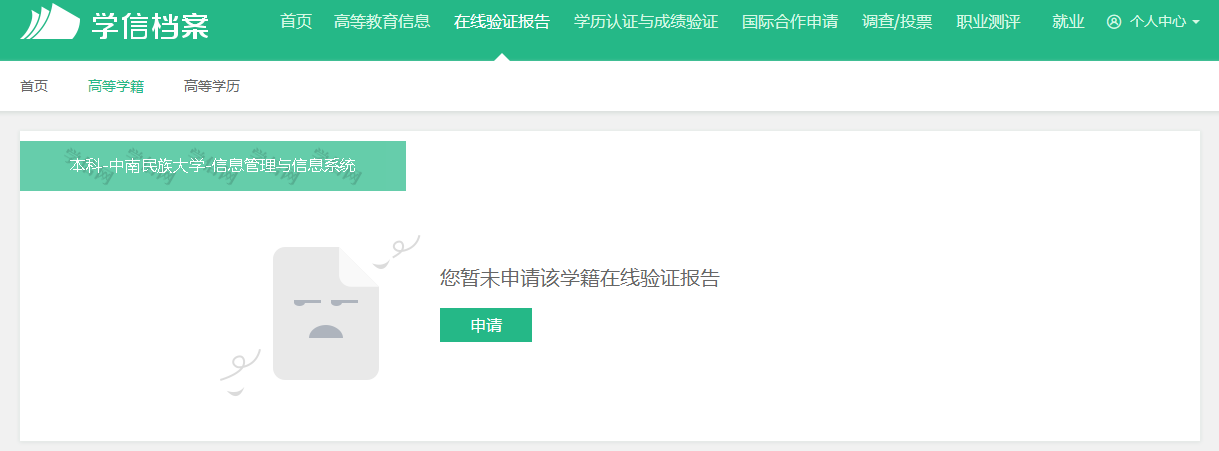 学信档案
首页 高等教育信息 在线验证报告 学历认证与成绩验证 国际合作申请 调查/投票 职业测评 就业 个人中心
首页 高等学籍 高等学历
本科-中南民族大学-信息管理与信息系统
您暂未申请该学籍在线验证报告
申请